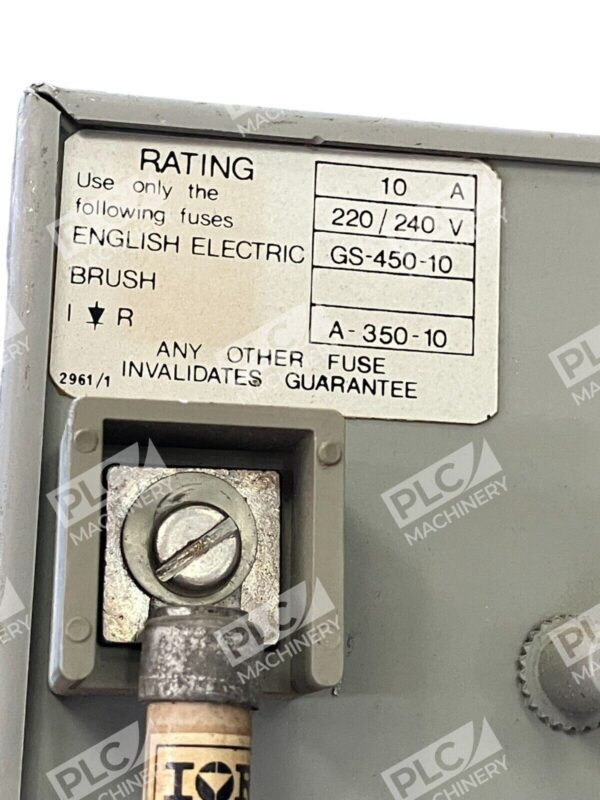 RATING
Use only the
following fuses
10 A
220/240 V
ENGLISH ELECTRIC GS-450-10
BRUSH
I R A-350-10
ANY OTHER FUSE
INVALIDATES GUARANTEE
2961/1
PLC
MACHINERY